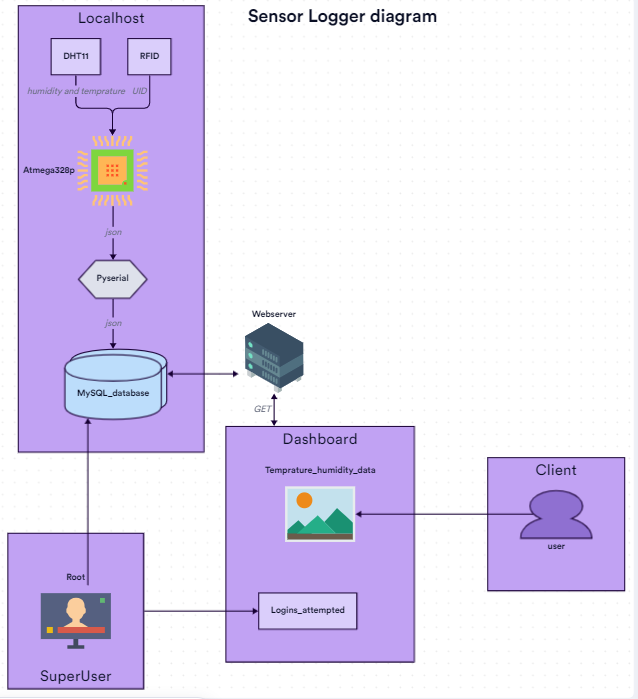 Sensor Logger diagram
Localhost
DHT11
RFID
humidity and temprature
UID
Atmega328p
json
Pyserial
json
MySQL_database
Webserver
GET
Dashboard
Temprature_humidity_data
Client
user
Root
Logins_attempted
SuperUser